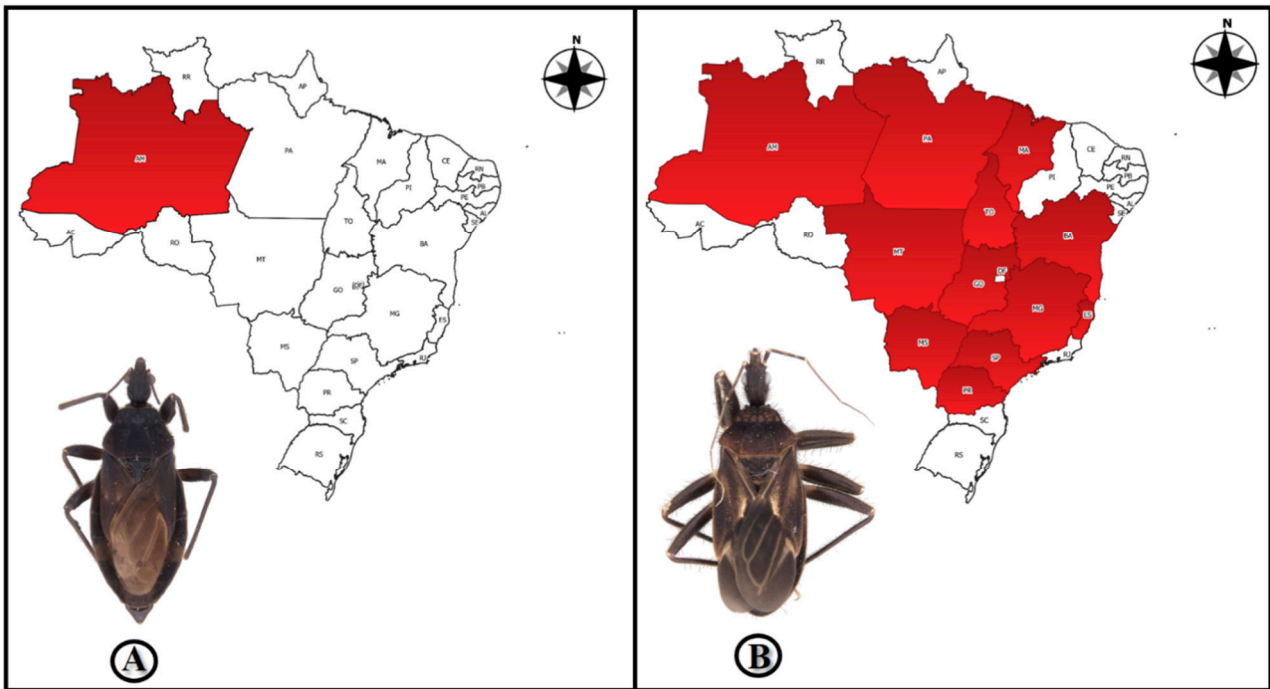 N
RR
AP
AM
PA
MA
CE
RN
PB
PE
PI
AL
SE
AC
TO
RO
BA
MT
GO
MG
ES
MS
SP
RJ
PR
SC
RS
A
N
RR
AP
AM
PA
MA
CE
RN
PB
PE
PI
AL
SE
AC
TO
RO
BA
MT
DF
GO
MG
ES
MS
SP
RJ
PR
SC
RS
B